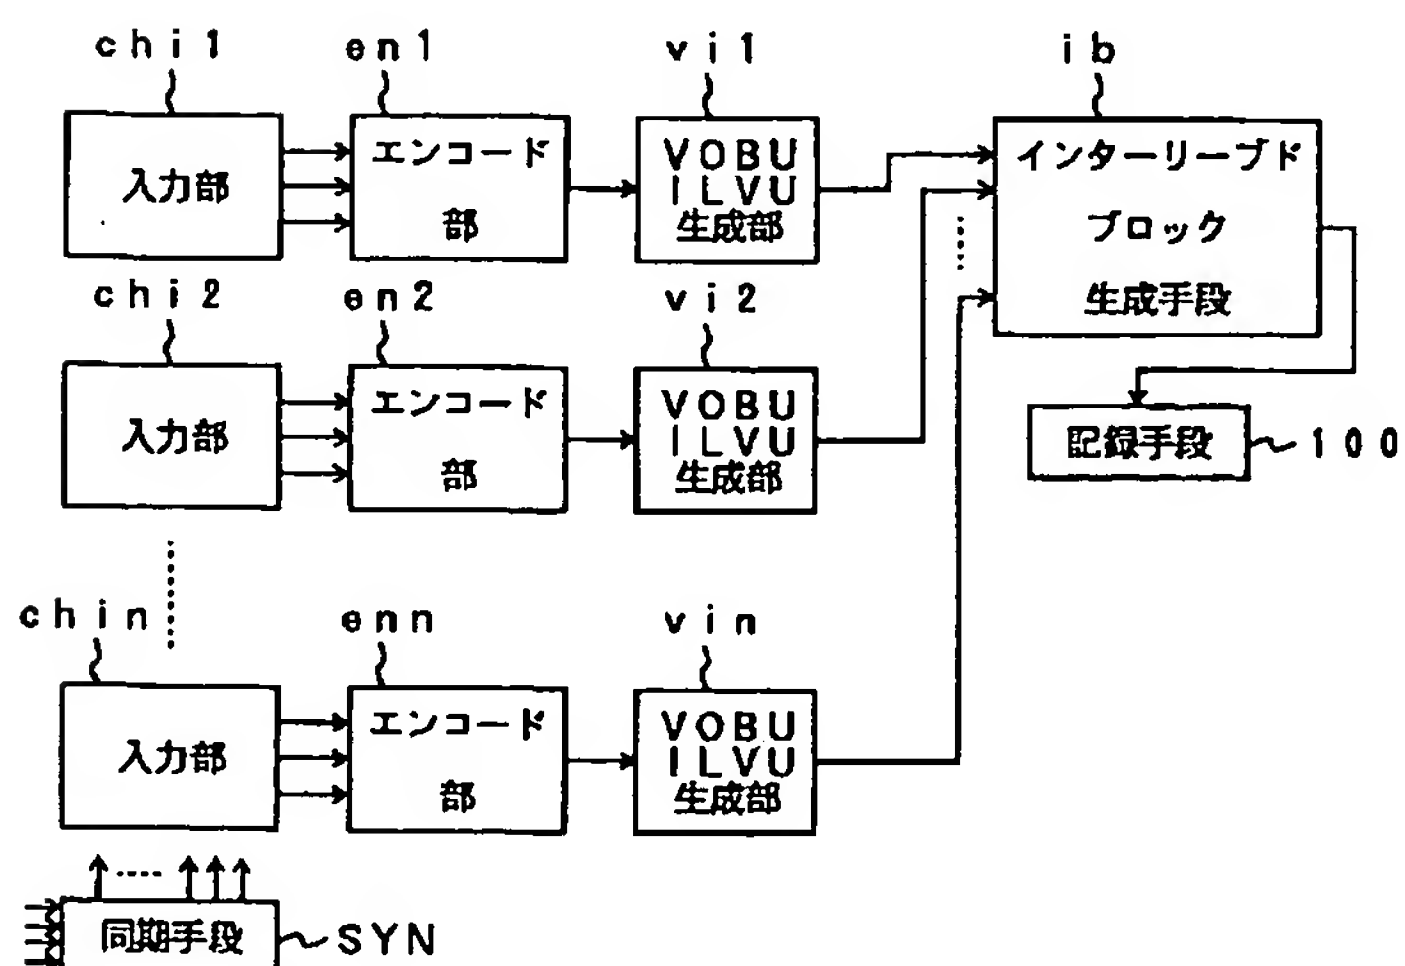 chi1 en1 vi1 ib
入力部
エンコード
部
VOBU
ILVU
生成部
インターリーブド
ブロック
生成手段
chi2 en2 vi2
入力部
エンコード
部
VOBU
ILVU
生成部
記録手段 100
chin enn vin
入力部
エンコード
部
VOBU
ILVU
生成部
同期手段 SYN